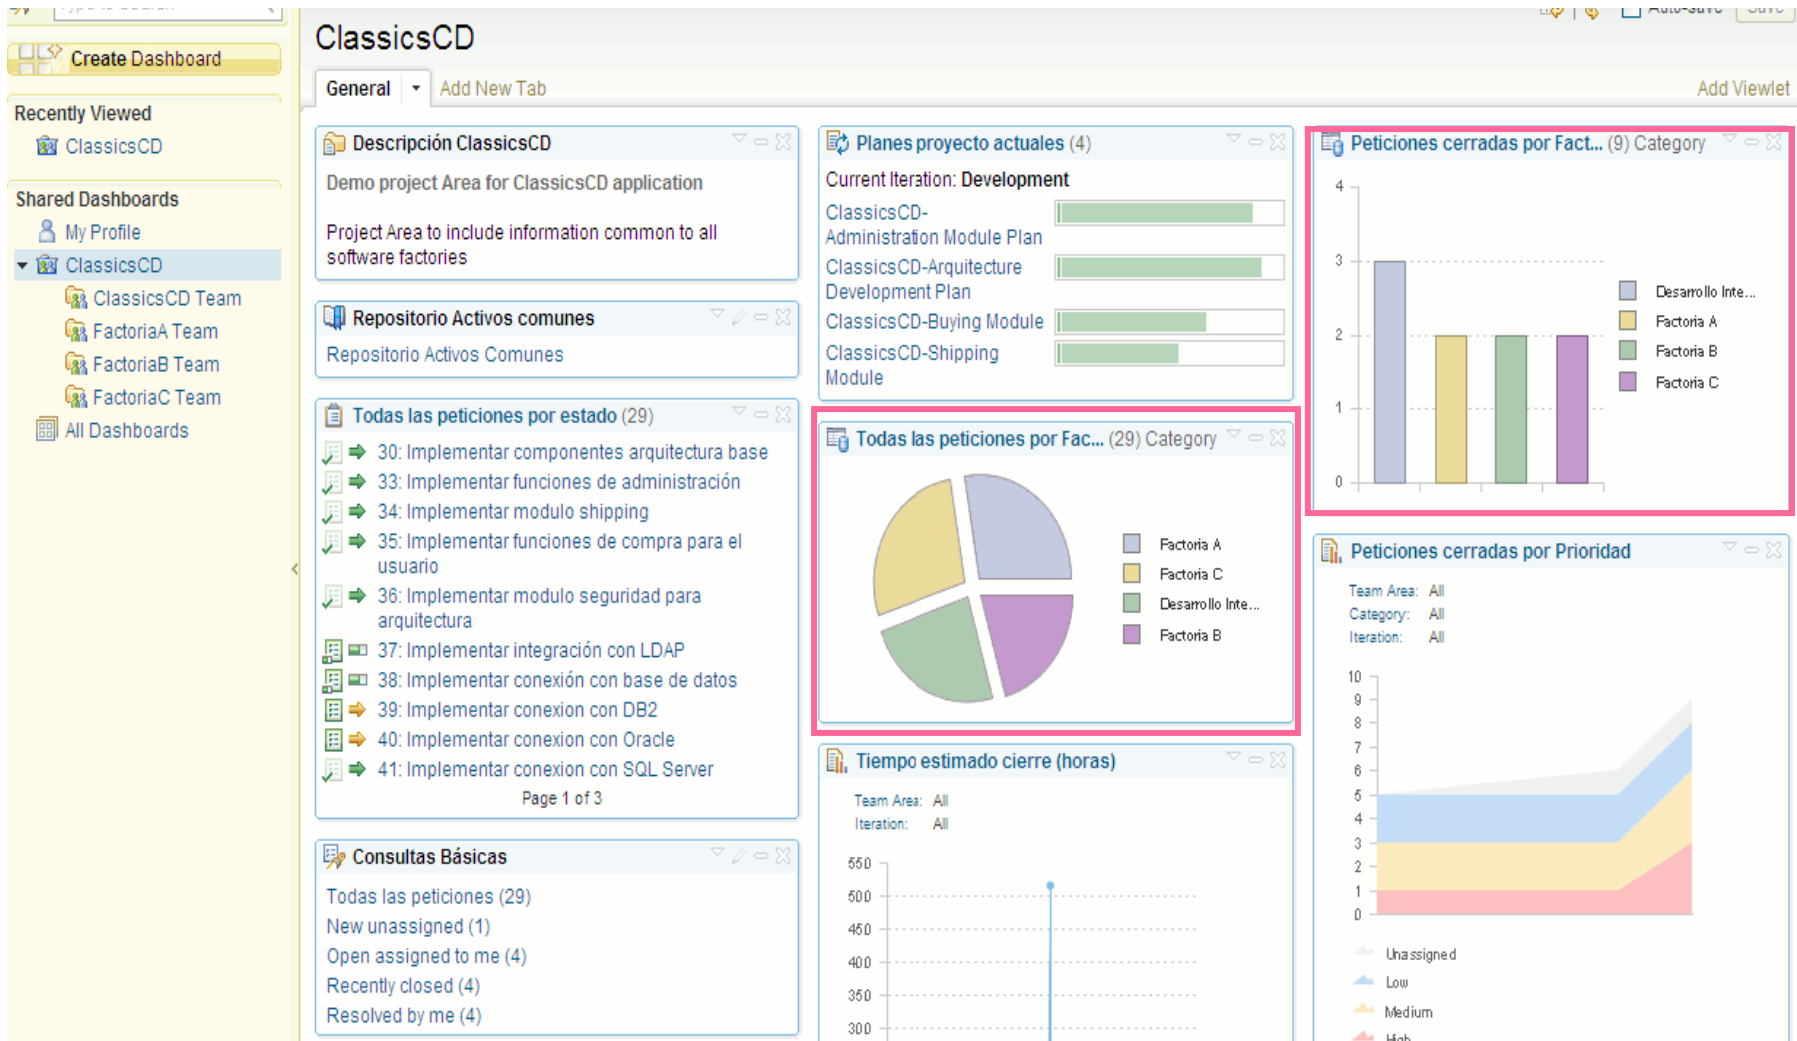 Create Dashboard
Recently Viewed
ClassicsCD
Shared Dashboards
My Profile
ClassicsCD
ClassicsCD Team
FactoriaA Team
FactoriaB Team
FactoriaC Team
All Dashboards
Auto-save
Save
ClassicsCD
General
Add New Tab
Add Viewlet
Descripción ClassicsCD
Demo project Area for ClassicsCD application
Project Area to include information common to all
software factories
Repositorio Activos comunes
Repositorio Activos Comunes
Todas las peticiones por estado (29)
30: Implementar componentes arquitectura base
33: Implementar funciones de administración
34: Implementar modulo shipping
35: Implementar funciones de compra para el
usuario
36: Implementar modulo seguridad para
arquitectura
37: Implementar integración con LDAP
38: Implementar conexión con base de datos
39: Implementar conexion con DB2
40: Implementar conexion con Oracle
41: Implementar conexion con SQL Server
Page 1 of 3
Consultas Básicas
Todas las peticiones (29)
New unassigned (1)
Open assigned to me (4)
Recently closed (4)
Resolved by me (4)
Planes proyecto actuales (4)
Current Iteration: Development
ClassicsCD-
Administration Module Plan
ClassicsCD-Arquitecture
Development Plan
ClassicsCD-Buying Module
ClassicsCD-Shipping
Module
Todas las peticiones por Fac... (29) Category
Factoria A
Factoria C
Desarrollo Inte...
Factoria B
Tiempo estimado cierre (horas)
Team Area: All
Iteration: All
550
500
450
400
350
300
Peticiones cerradas por Fact... (9) Category
4
3
2
1
0
Desarrollo Inte...
Factoria A
Factoria B
Factoria C
Peticiones cerradas por Prioridad
Team Area: All
Category: All
Iteration: All
10
9
8
7
6
5
4
3
2
1
0
Unassigned
Low
Medium
High